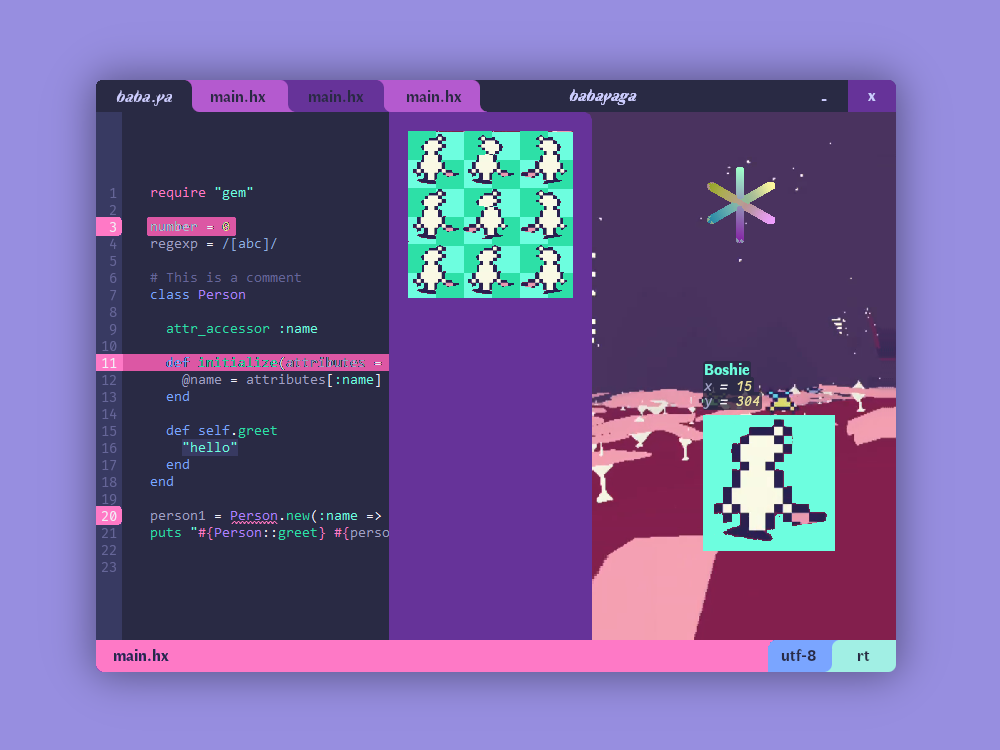 baba.ya main.hx main.hx main.hx babayaga - x
1 require "gem"
2
3 number = 0
4 regexp = /[abc]/
5
6 # This is a comment
7 class Person
8
9 attr_accessor :name
10
11 def initialize(attributes =
12 @name = attributes[:name]
13 end
14
15 def self.greet
16 "hello"
17 end
18 end
19
20 person1 = Person.new(:name =>
21 puts "#{Person::greet} #{perso
22
23
Boshie
x = 15
y = 304
main.hx utf-8 rt